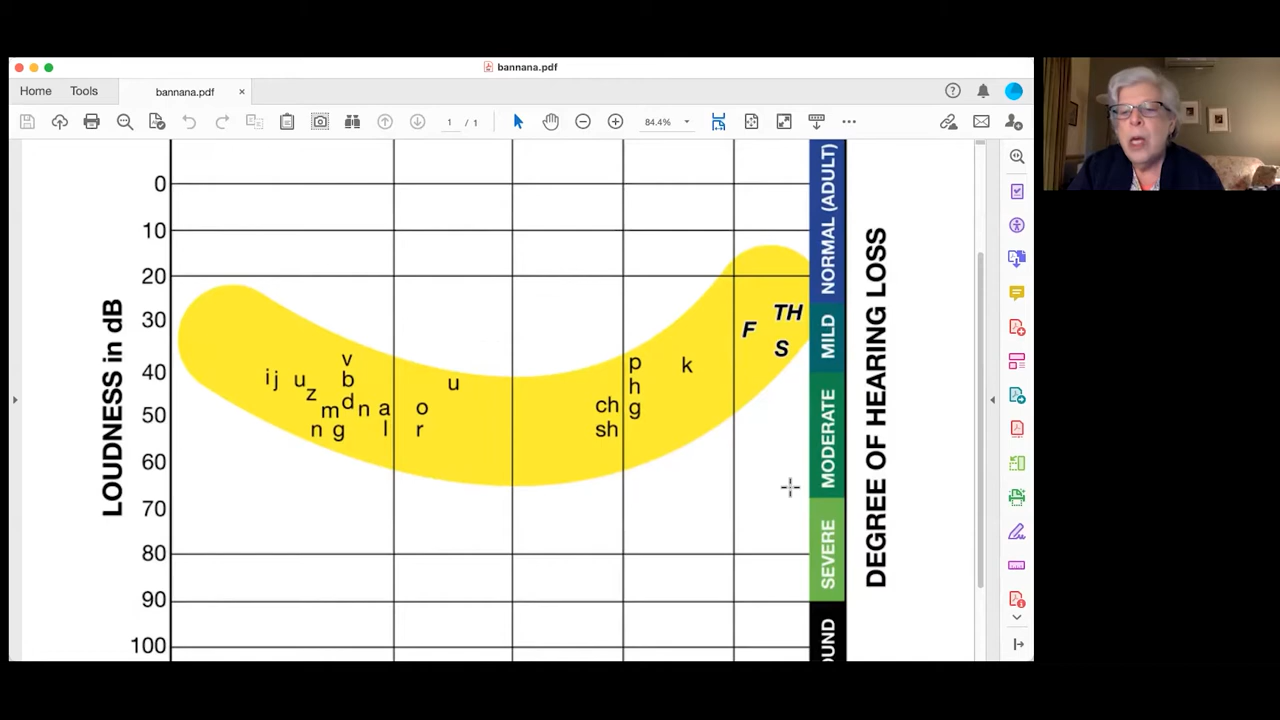 bannana.pdf
Home Tools bannana.pdf ×
1 / 1 84.4%
0
10
20
30
40
50
60
70
80
90
100
LOUDNESS in dB
i j u z v b m d n a n g l
o r u
ch sh p h g k
F TH S
NORMAL (ADULT)
MILD
MODERATE
SEVERE
OUND
DEGREE OF HEARING LOSS